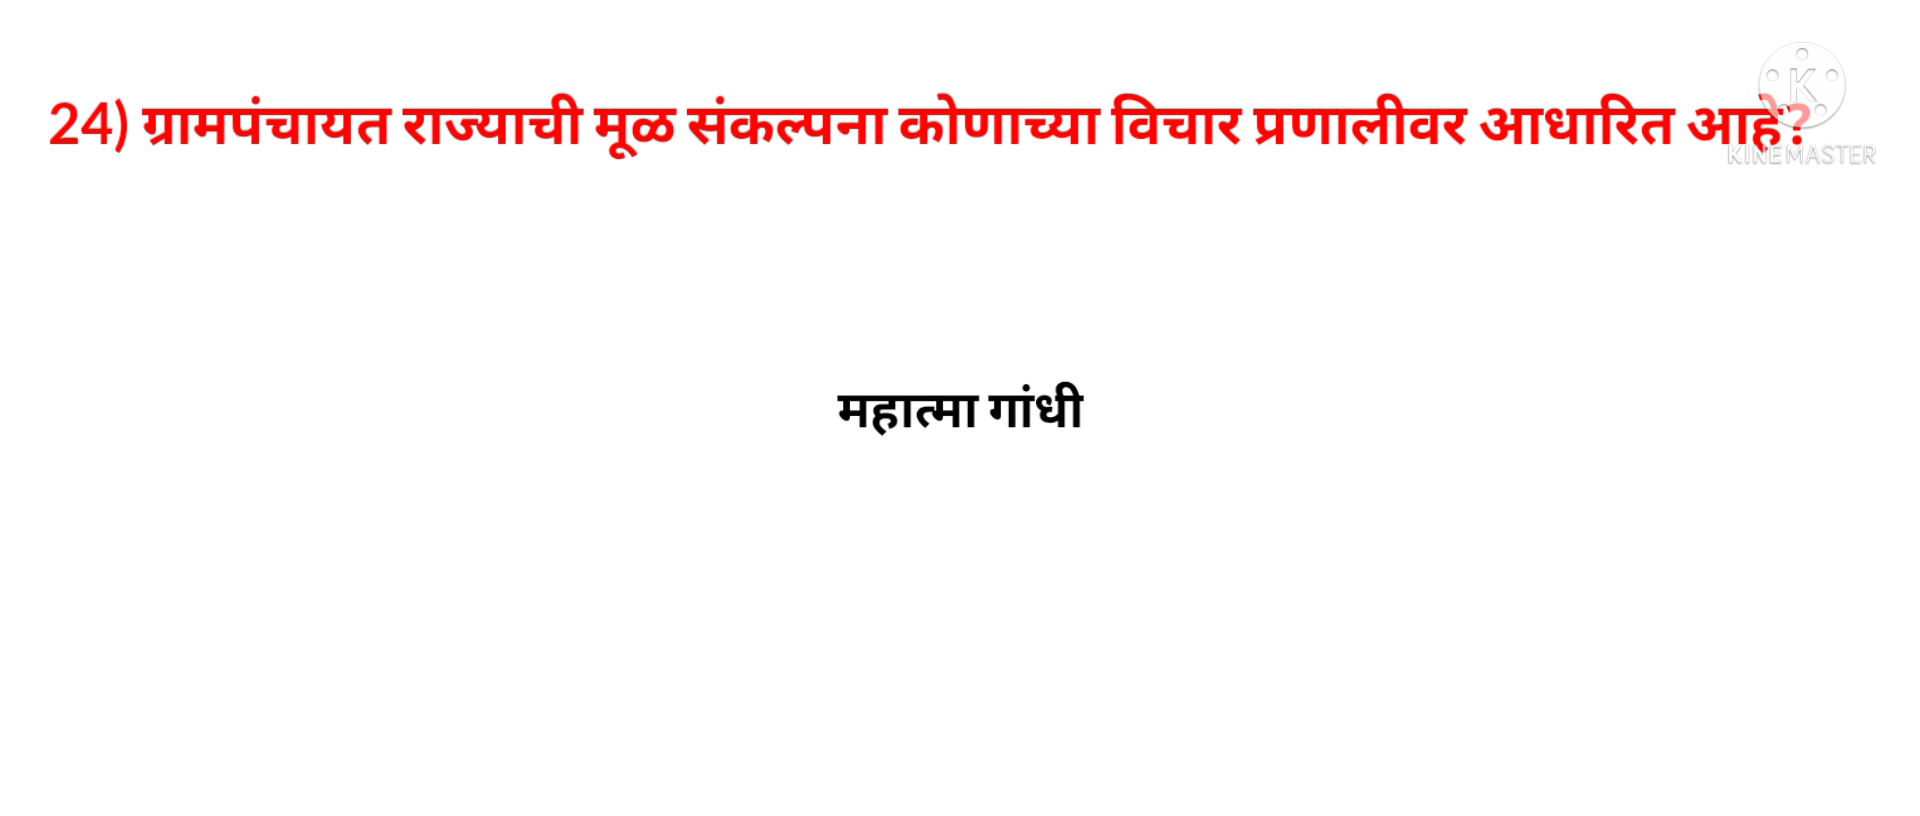 24) ग्रामपंचायत राज्याची मूळ संकल्पना कोणाच्या विचार प्रणालीवर आधारित आहे?
K
KINEMASTER
महात्मा गांधी